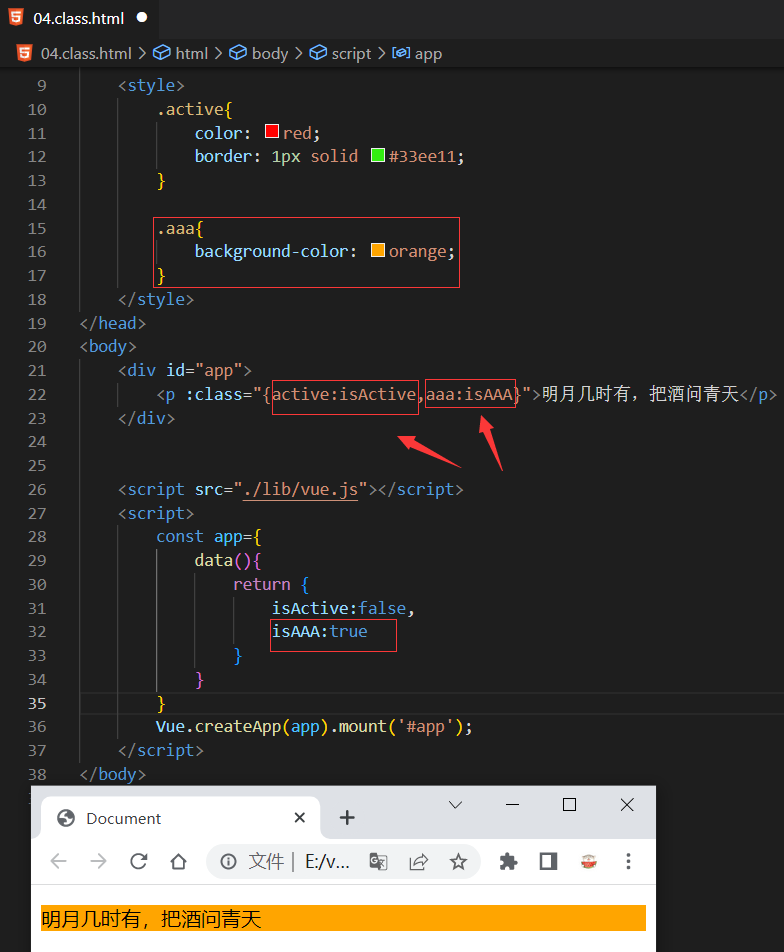 04.class.html
04.class.html > html > body > script > app
9 <style>
10 .active{
11 color: red;
12 border: 1px solid #33ee11;
13 }
14
15 .aaa{
16 background-color: orange;
17 }
18 </style>
19 </head>
20 <body>
21 <div id="app">
22 <p :class="{active:isActive,aaa:isAAA}">明月几时有，把酒问青天</p>
23 </div>
24
25
26 <script src="./lib/vue.js"></script>
27 <script>
28 const app={
29 data(){
30 return {
31 isActive:false,
32 isAAA:true
33 }
34 }
35 }
36 Vue.createApp(app).mount('#app');
37 </script>
38 </body>
Document
文件 | E:/v...
明月几时有，把酒问青天